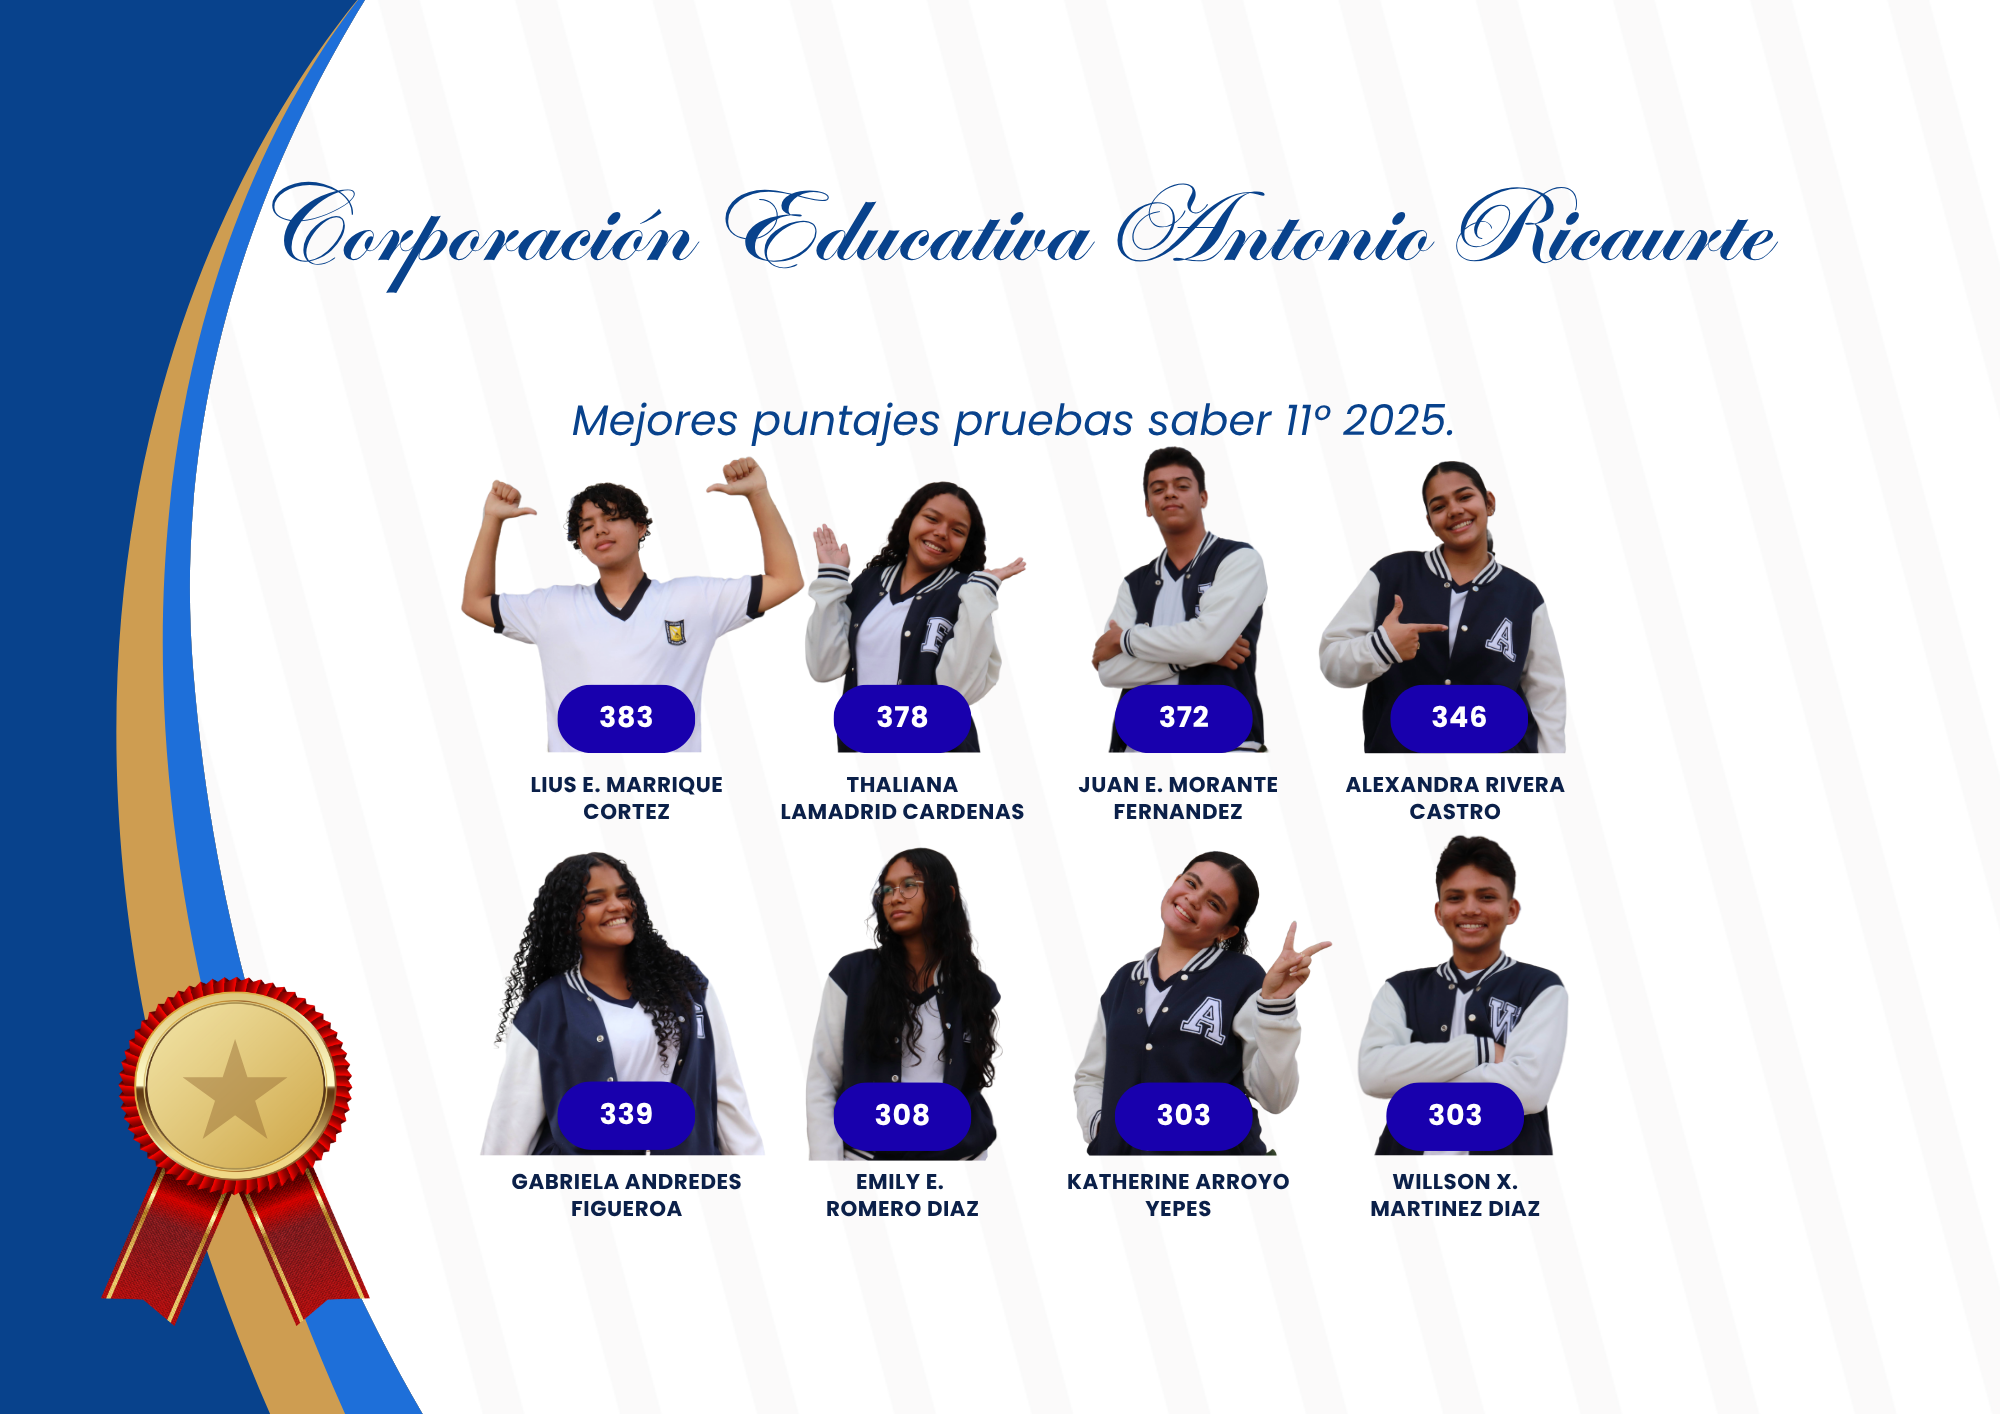 Corporación Educativa Antonio Ricaurte
Mejores puntajes pruebas saber 11° 2025.
F
A
383
378
372
346
LIUS E. MARRIQUE
CORTEZ
THALIANA
LAMADRID CARDENAS
JUAN E. MORANTE
FERNANDEZ
ALEXANDRA RIVERA
CASTRO
A
W
339
308
303
303
GABRIELA ANDREDES
FIGUEROA
EMILY E.
ROMERO DIAZ
KATHERINE ARROYO
YEPES
WILLSON X.
MARTINEZ DIAZ